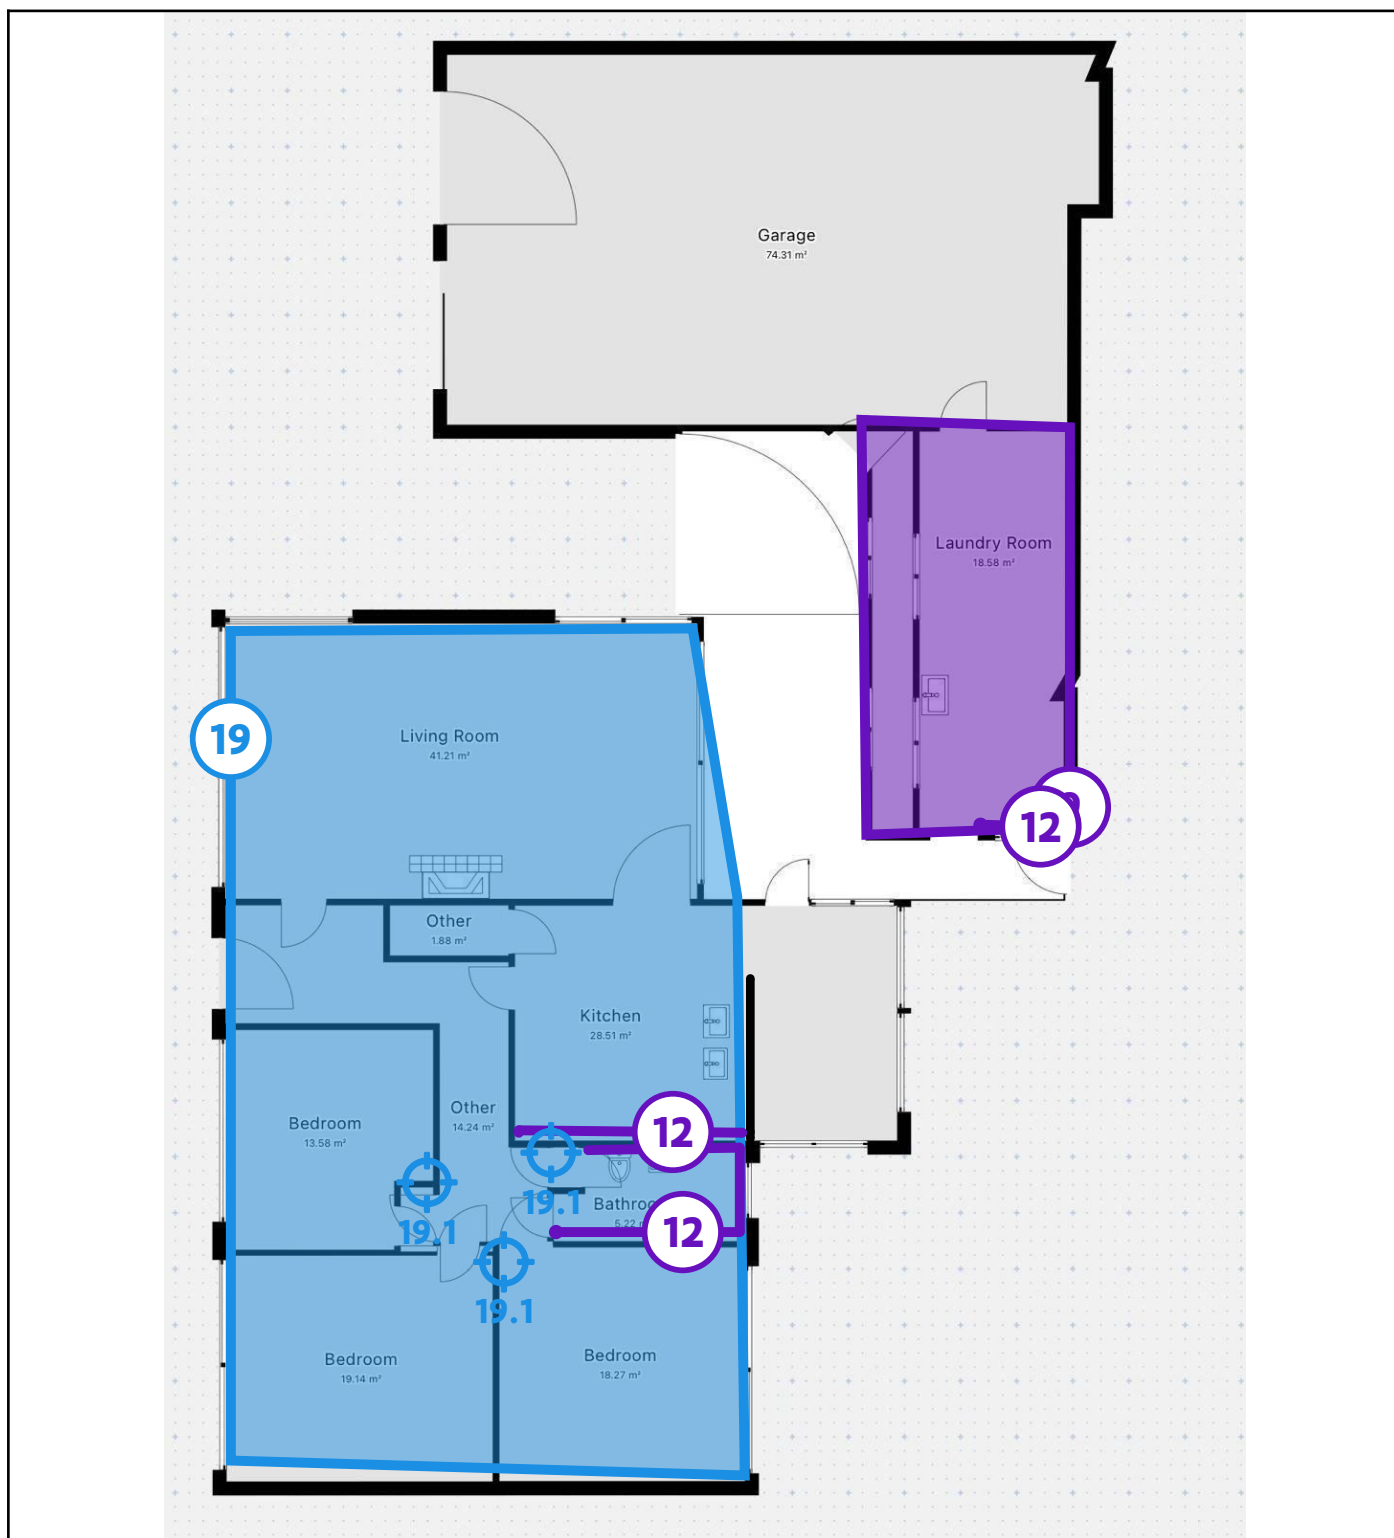 Garage
74.31 m²
Laundry Room
18.58 m²
19
Living Room
41.21 m²
12
Other
1.88 m²
Kitchen
28.51 m²
Bedroom
13.58 m²
Other
14.24 m²
12
19.1
19.1
Bathroo
5.22
12
19.1
Bedroom
19.14 m²
Bedroom
18.27 m²